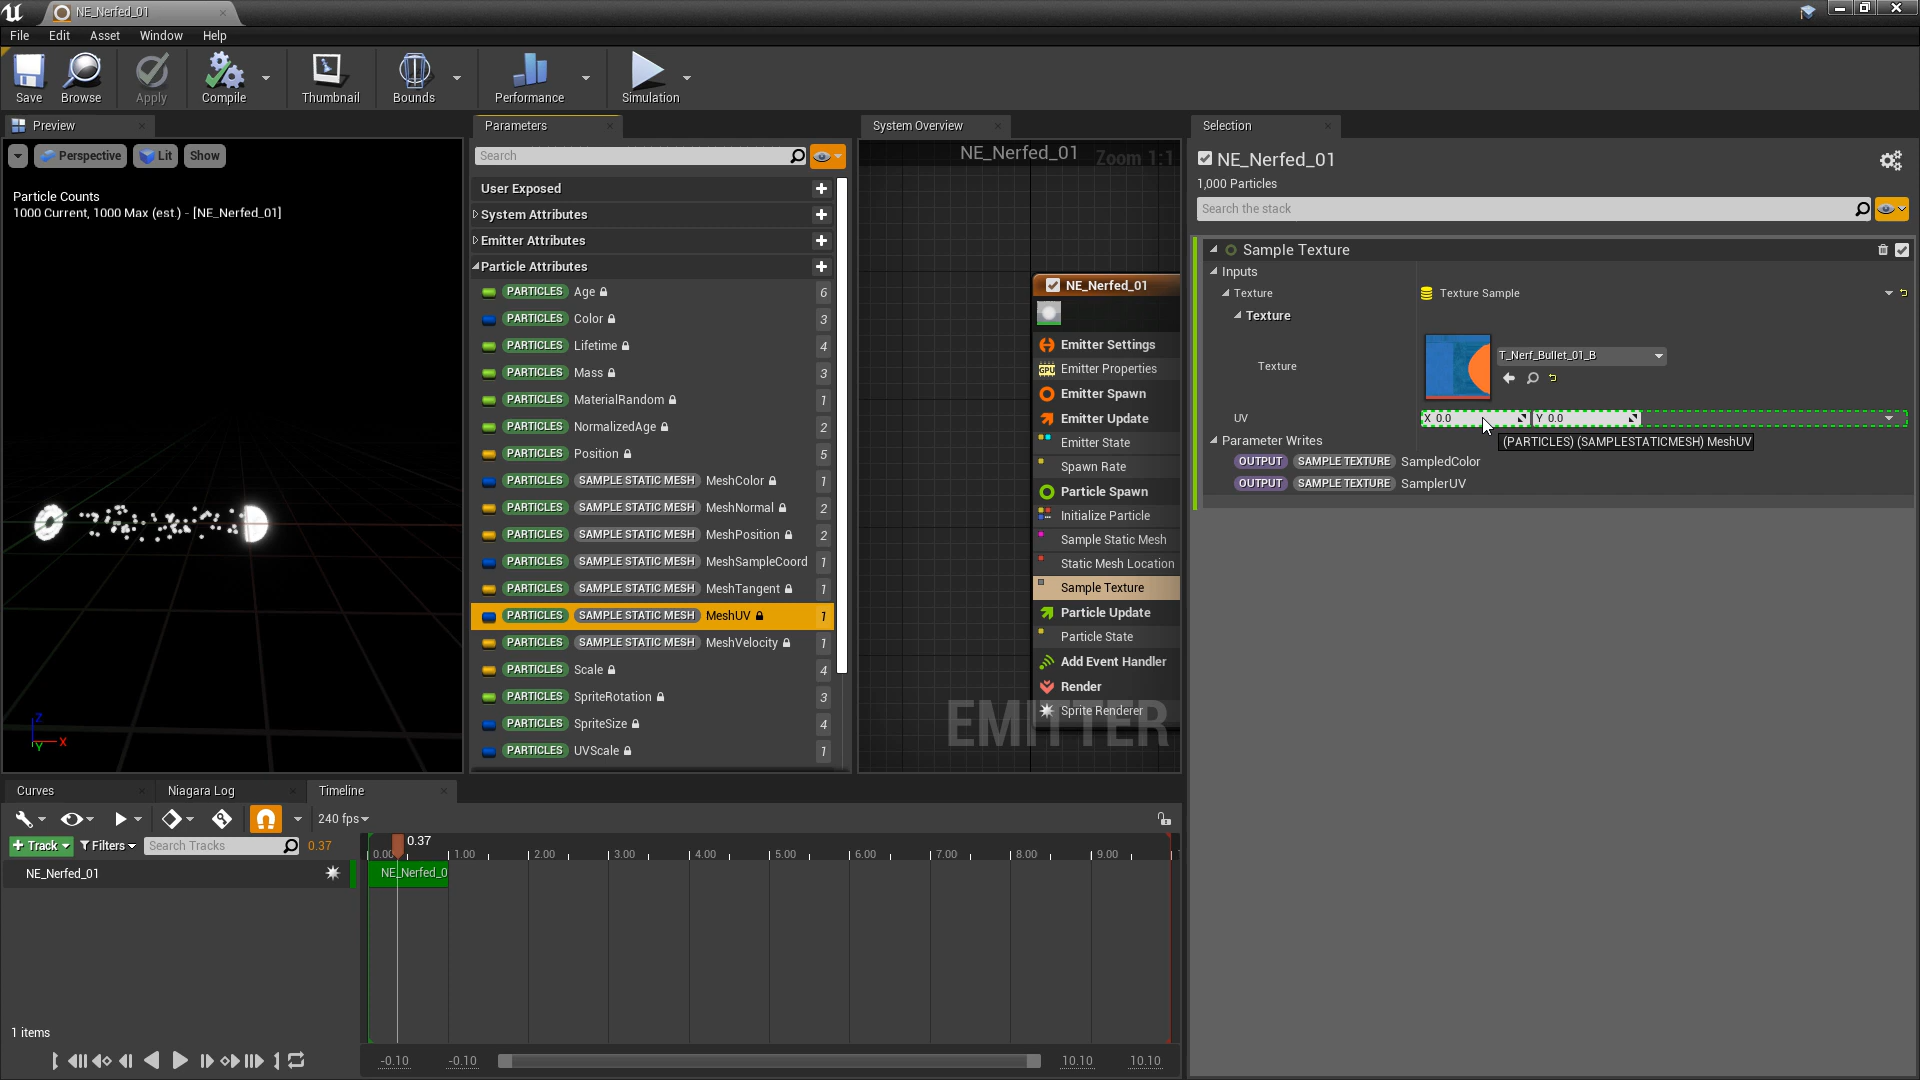 NE_Nerfed_01
File Edit Asset Window Help
Save Browse Apply Compile Thumbnail Bounds Performance Simulation
Preview
Perspective Lit Show
Particle Counts
1000 Current, 1000 Max (est.) - [NE_Nerfed_01]
Parameters
Search
User Exposed
System Attributes
Emitter Attributes
Particle Attributes
PARTICLES Age 6
PARTICLES Color 3
PARTICLES Lifetime 4
PARTICLES Mass 3
PARTICLES MaterialRandom 1
PARTICLES NormalizedAge 2
PARTICLES Position 5
PARTICLES SAMPLE STATIC MESH MeshColor 1
PARTICLES SAMPLE STATIC MESH MeshNormal 2
PARTICLES SAMPLE STATIC MESH MeshPosition 2
PARTICLES SAMPLE STATIC MESH MeshSampleCoord 1
PARTICLES SAMPLE STATIC MESH MeshTangent 1
PARTICLES SAMPLE STATIC MESH MeshUV 1
PARTICLES SAMPLE STATIC MESH MeshVelocity 1
PARTICLES Scale 4
PARTICLES SpriteRotation 3
PARTICLES SpriteSize 4
PARTICLES UVScale 1
System Overview
NE_Nerfed_01 Zoom 1:1
NE_Nerfed_01
Emitter Settings
GPU Emitter Properties
Emitter Spawn
Emitter Update
Emitter State
Spawn Rate
Particle Spawn
Initialize Particle
Sample Static Mesh
Static Mesh Location
Sample Texture
Particle Update
Particle State
Add Event Handler
Render
Sprite Renderer
EMITTER
Selection
NE_Nerfed_01
1,000 Particles
Search the stack
Sample Texture
Inputs
Texture Texture Sample
Texture
Texture T_Nerf_Bullet_01_B
UV X 0.0 Y 0.0
(PARTICLES) (SAMPLESTATICMESH) MeshUV
Parameter Writes
OUTPUT SAMPLE TEXTURE SampledColor
OUTPUT SAMPLE TEXTURE SamplerUV
Z
Y X
Curves Niagara Log Timeline
240 fps
+ Track Filters Search Tracks 0.37
0.37
0.00 1.00 2.00 3.00 4.00 5.00 6.00 7.00 8.00 9.00
NE_Nerfed_01
NE_Nerfed_0
1 items
-0.10 -0.10 10.10 10.10